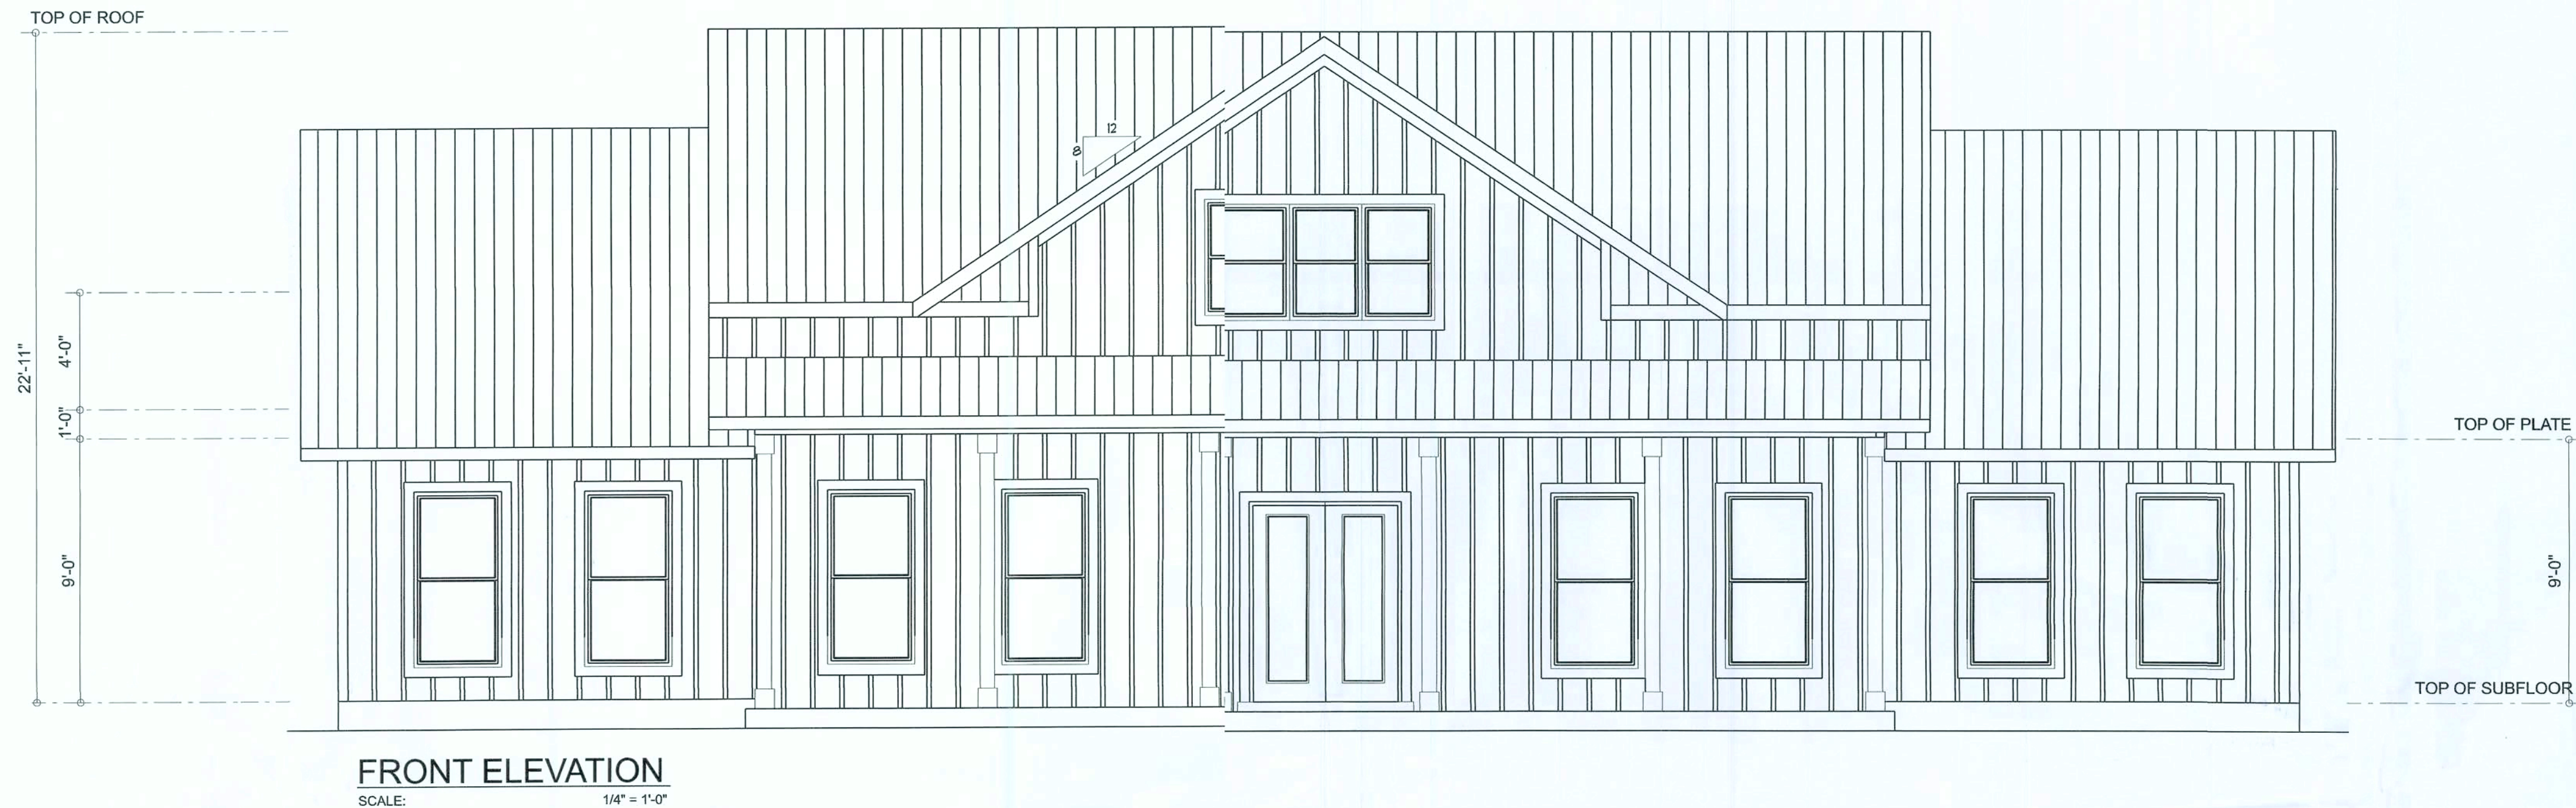 TOP OF ROOF
12
8
22'-11"
4'-0"
1'-0"
9'-0"
TOP OF PLATE
9'-0"
TOP OF SUBFLOOR
FRONT ELEVATION
SCALE: 1/4" = 1'-0"